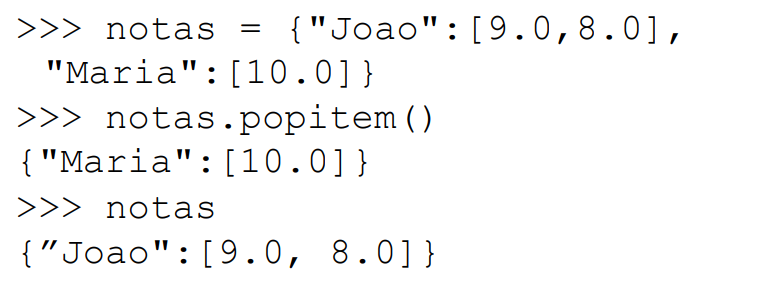 >>> notas = {"Joao":[9.0,8.0],
"Maria":[10.0]}
>>> notas.popitem()
{"Maria":[10.0]}
>>> notas
{”Joao":[9.0, 8.0]}